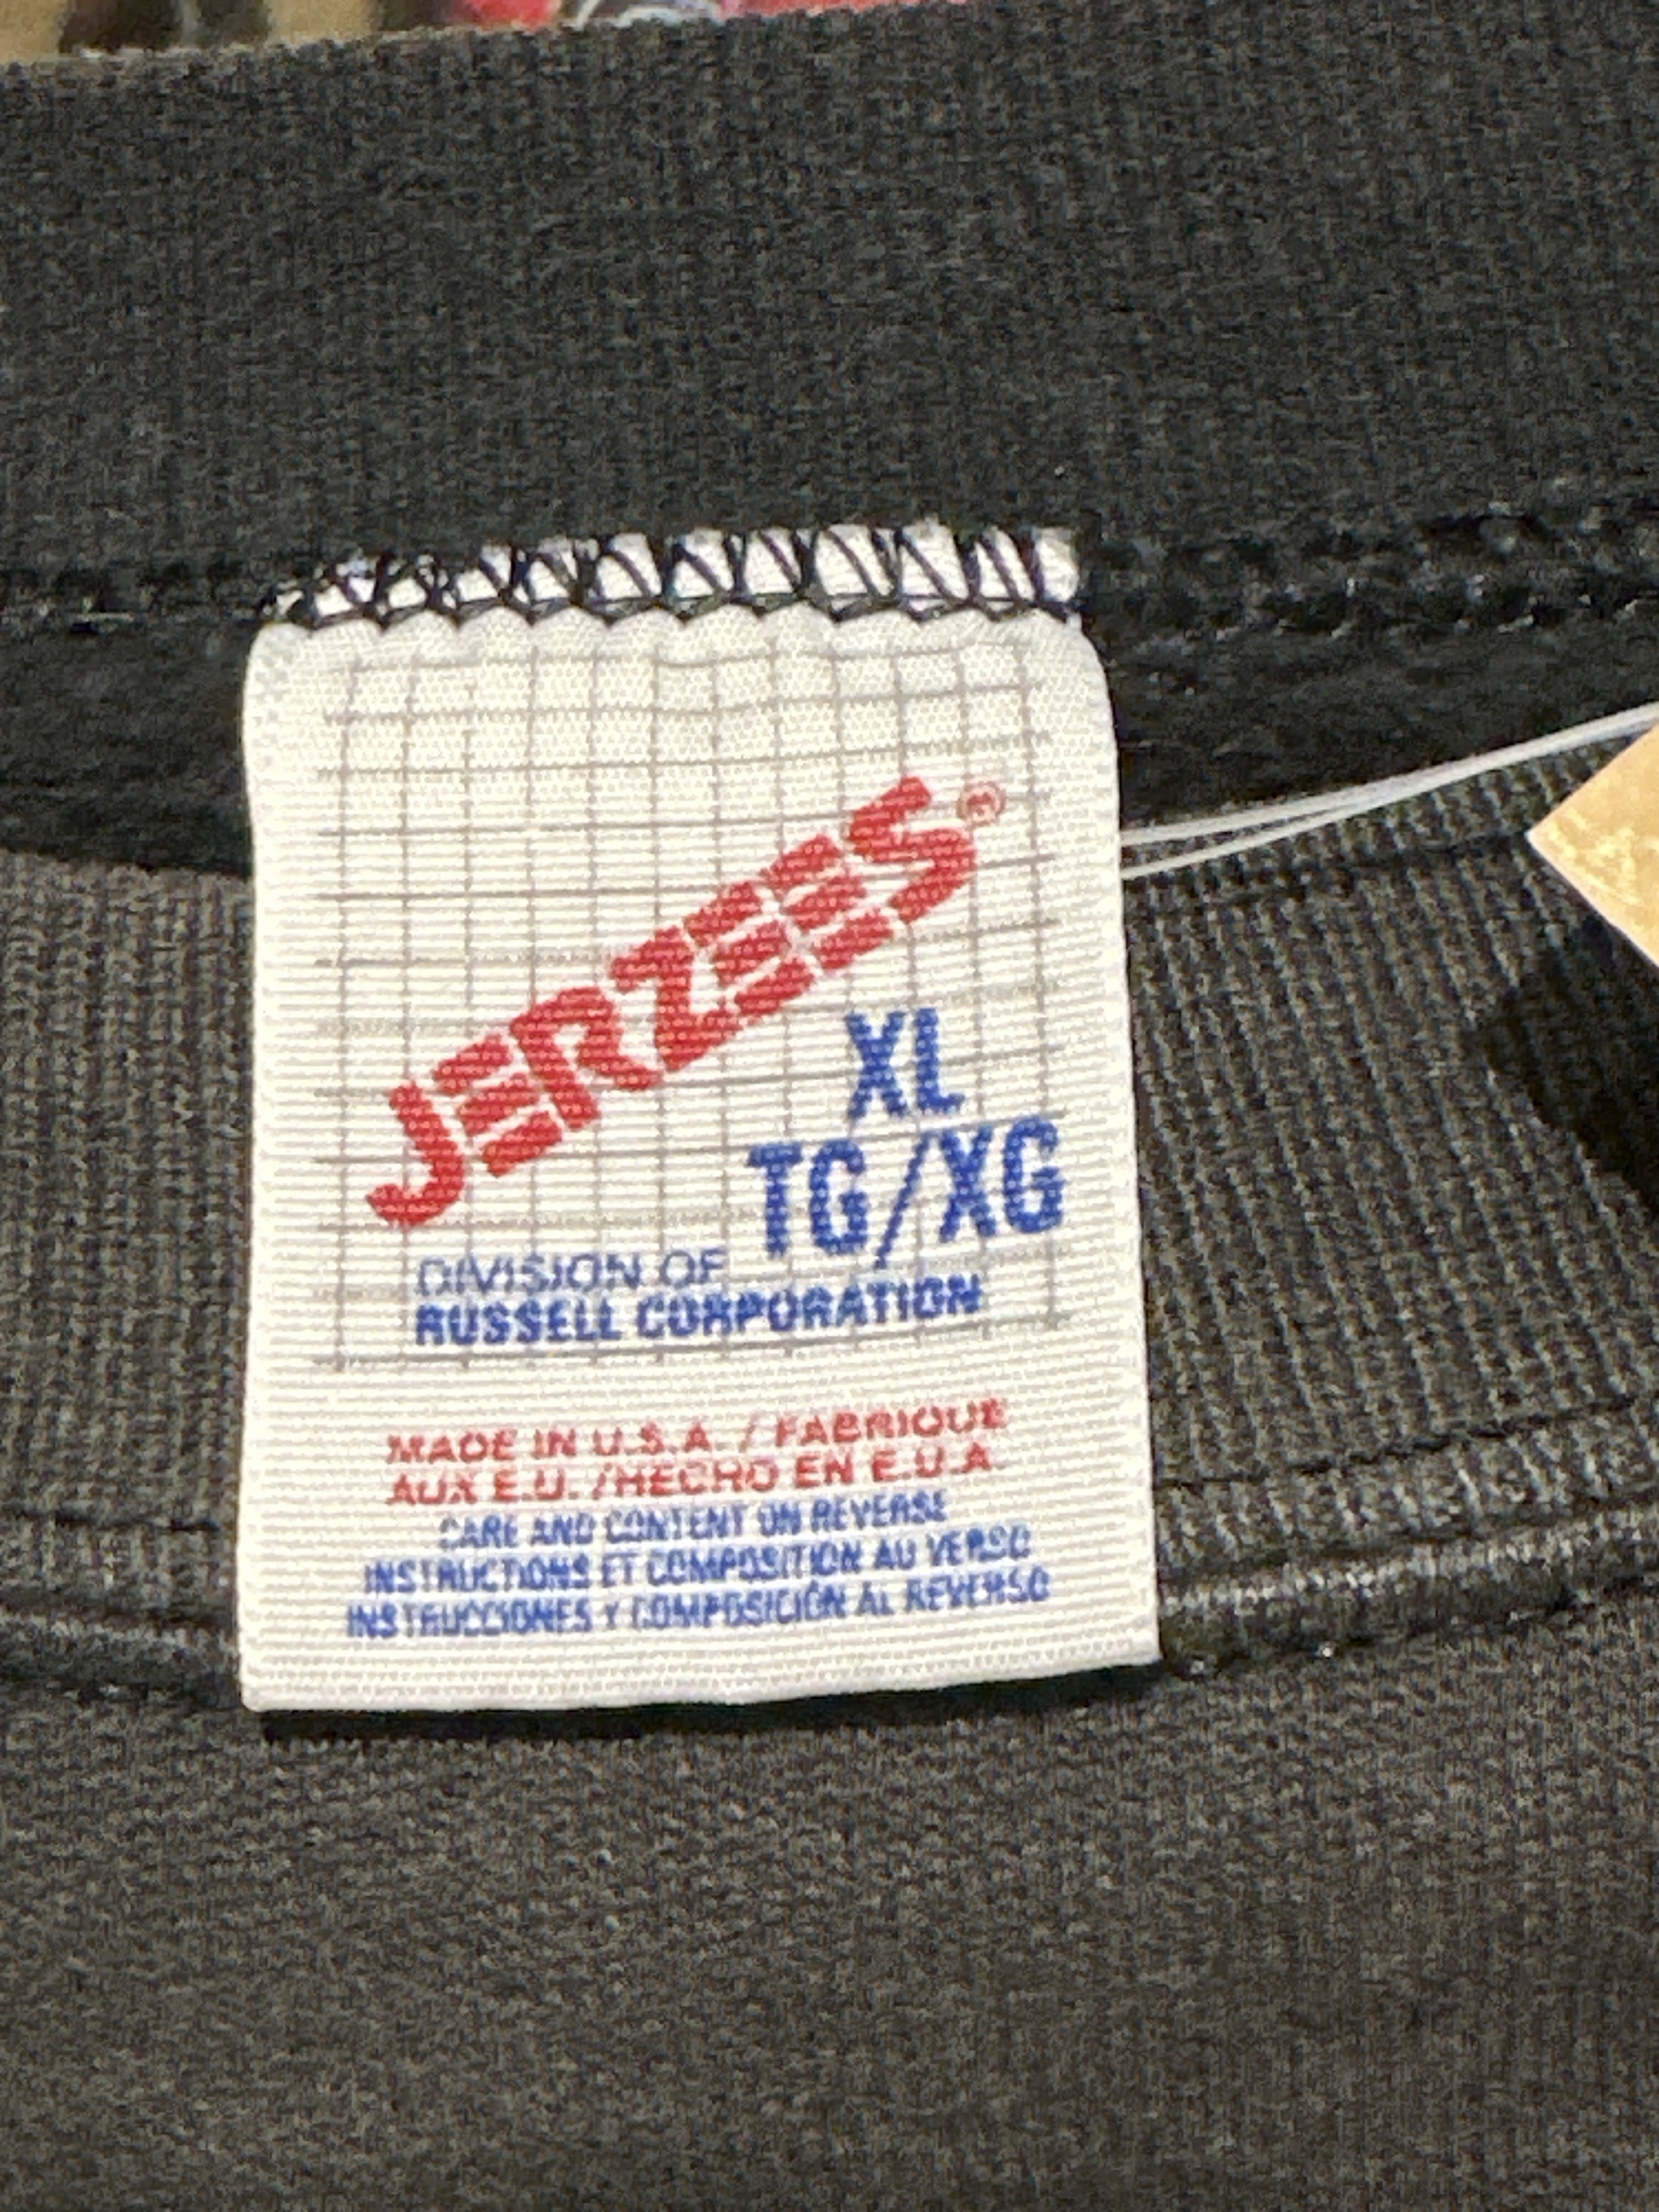 JERZES®
XL
TG/XG
DIVISION OF
RUSSELL CORPORATION
MADE IN U.S.A. / FABRIQUE
AUX E.U. /HECHO EN E.U.A.
CARE AND CONTENT ON REVERSE
INSTRUCTIONS ET COMPOSITION AU VERSO
INSTRUCCIONES Y COMPOSICIÓN AL REVERSO